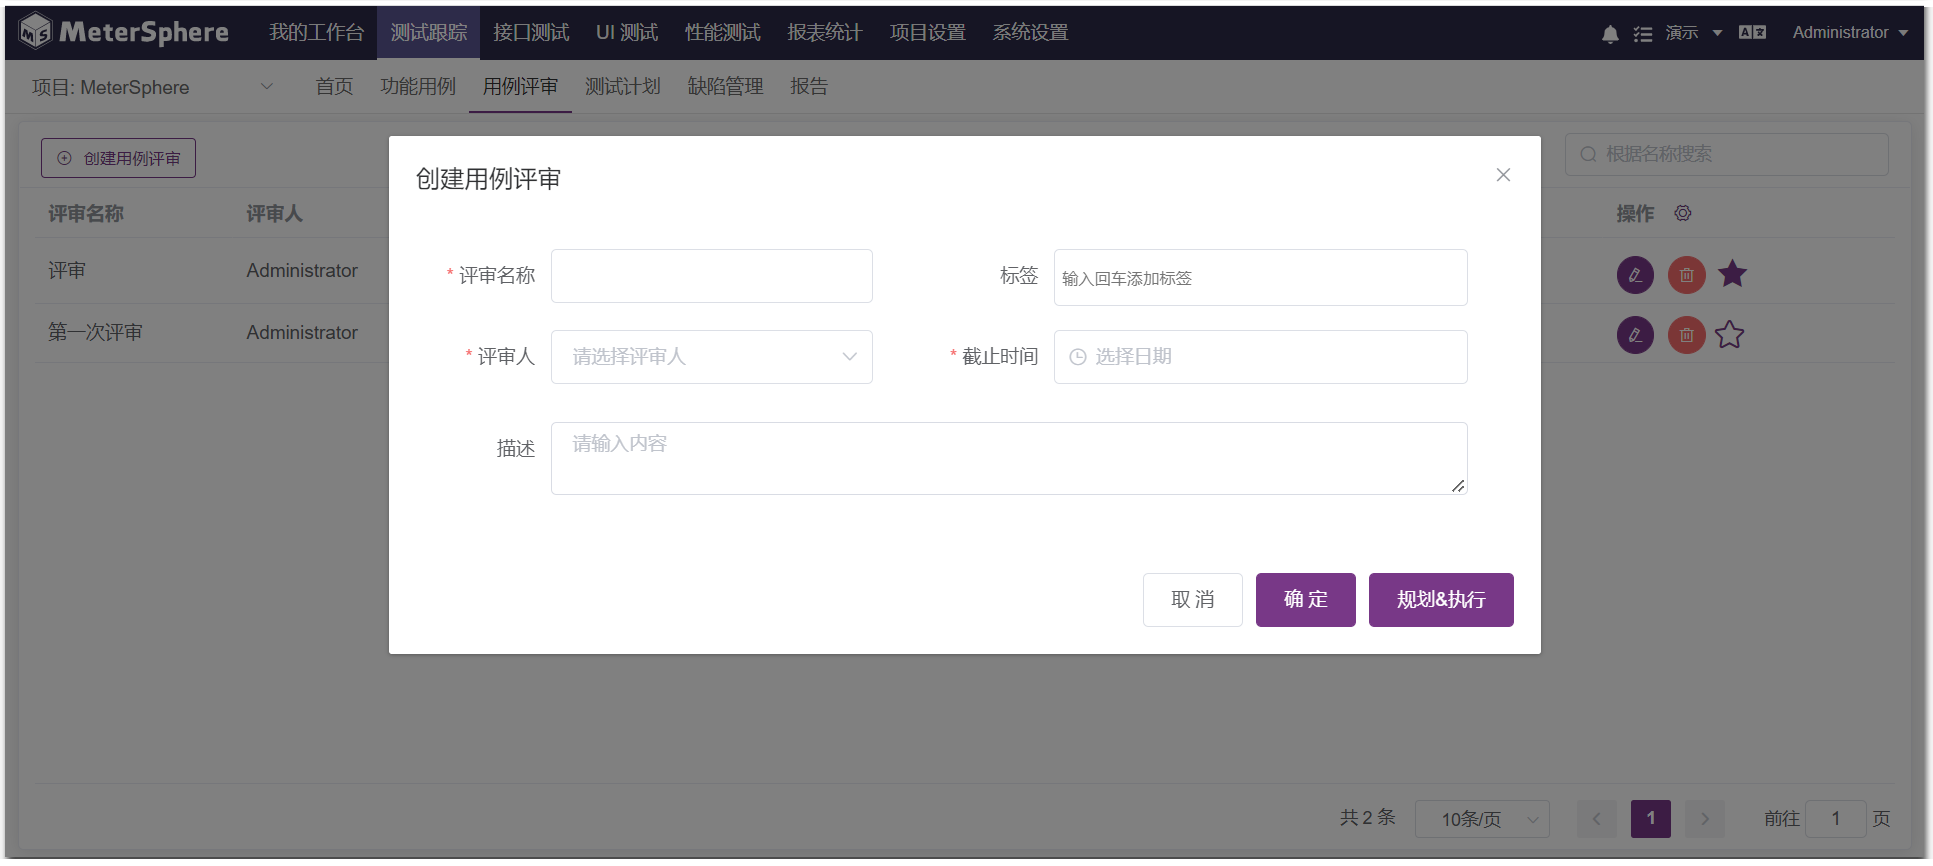 MeterSphere 我的工作台 测试跟踪 接口测试 UI 测试 性能测试 报表统计 项目设置 系统设置 演示 Administrator
项目: MeterSphere 首页 功能用例 用例评审 测试计划 缺陷管理 报告
创建用例评审 根据名称搜索
评审名称 评审人 操作
评审 Administrator
第一次评审 Administrator
创建用例评审
* 评审名称 标签 输入回车添加标签
* 评审人 请选择评审人 * 截止时间 选择日期
描述 请输入内容
取 消 确 定 规划&执行
共 2 条 10条/页 1 前往 1 页